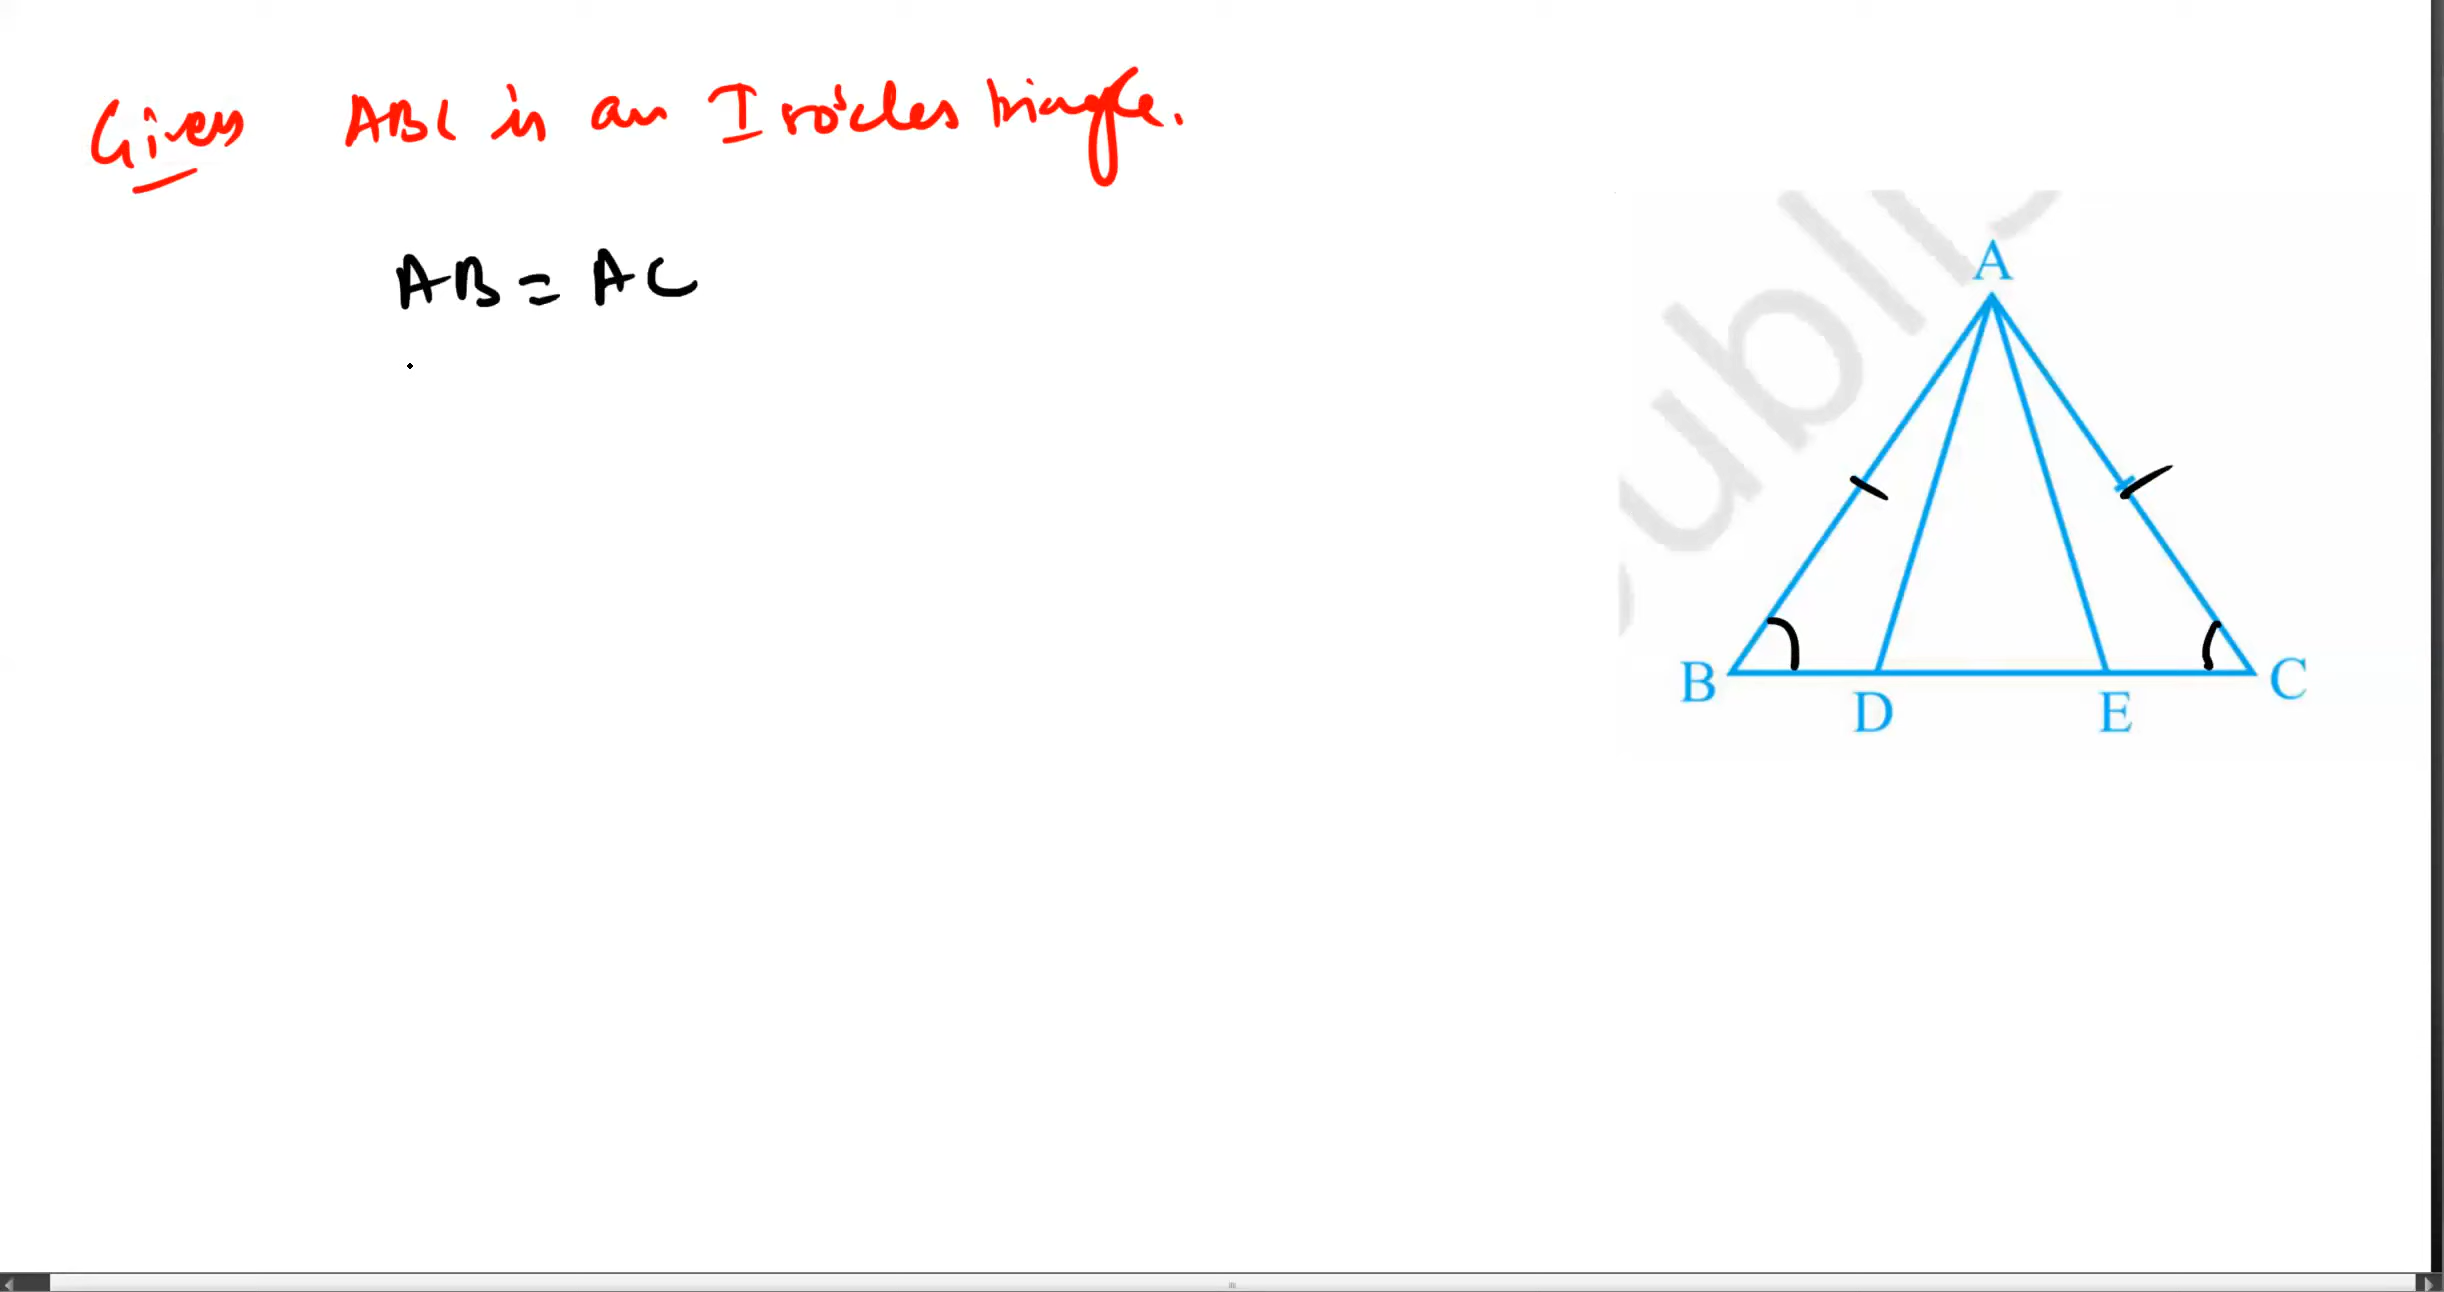 Given ABC is an Isosceles triangle.
AB = AC
A
B
C
D
E